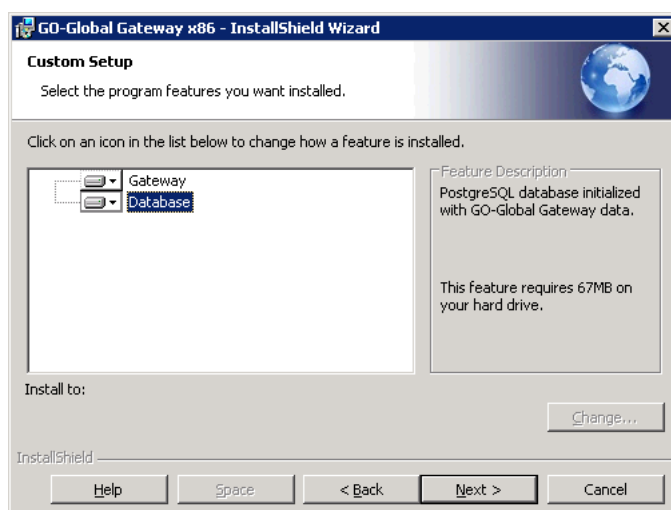 GO-Global Gateway x86 - InstallShield Wizard
Custom Setup
Select the program features you want installed.
Click on an icon in the list below to change how a feature is installed.
Gateway
Database
Feature Description
PostgreSQL database initialized
with GO-Global Gateway data.
This feature requires 67MB on
your hard drive.
Install to:
Change...
InstallShield
Help
Space
< Back
Next >
Cancel